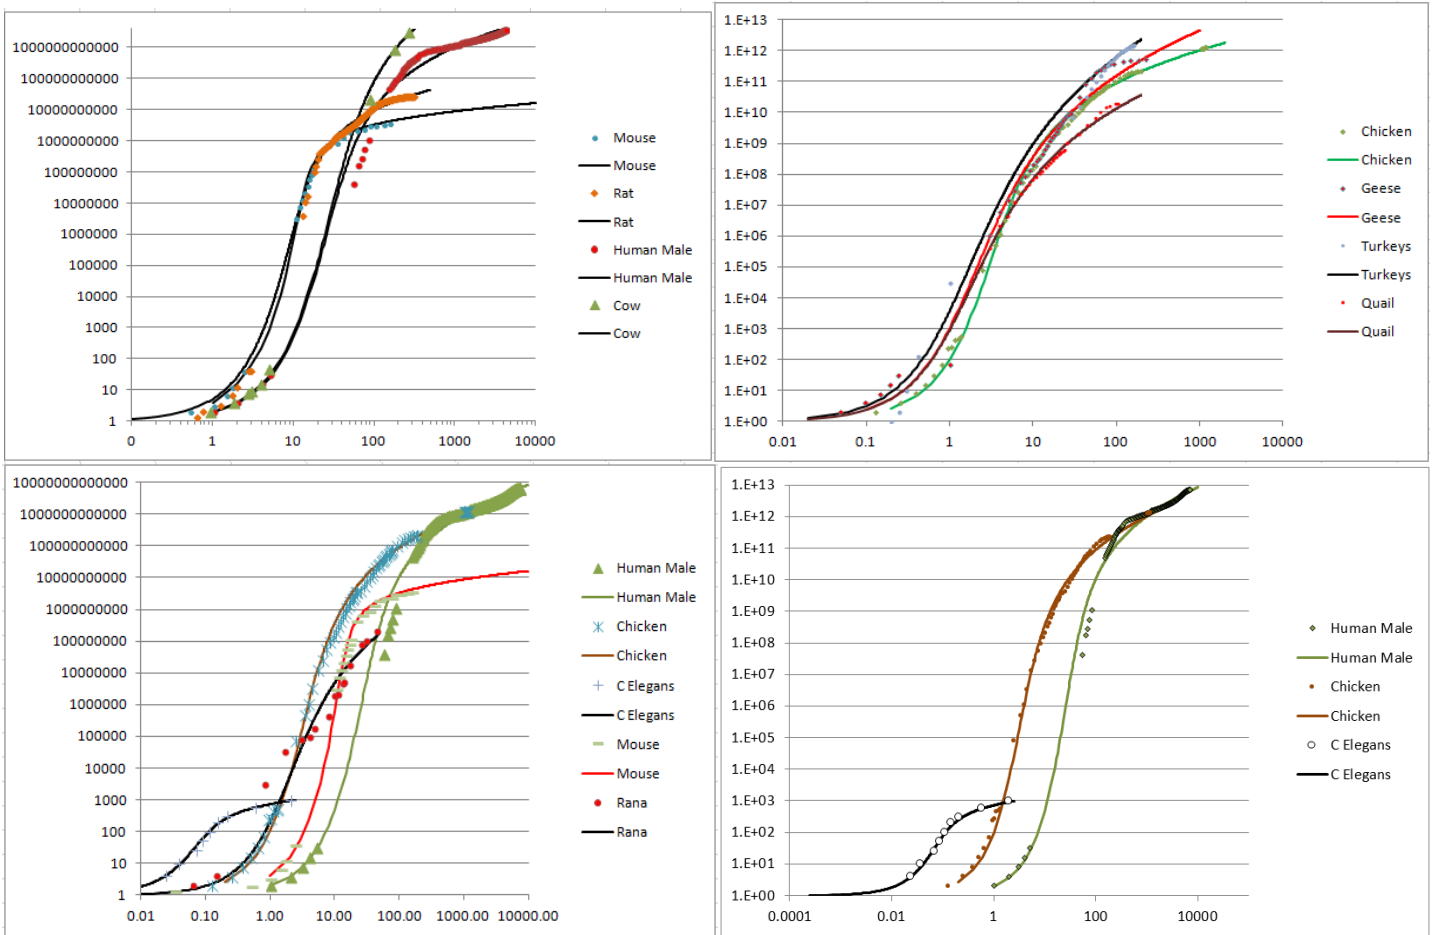 1000000000000
100000000000
10000000000
1000000000
100000000
10000000
1000000
100000
10000
1000
100
10
1
0 1 10 100 1000 10000
Mouse
Mouse
Rat
Rat
Human Male
Human Male
Cow
Cow
1.E+13
1.E+12
1.E+11
1.E+10
1.E+09
1.E+08
1.E+07
1.E+06
1.E+05
1.E+04
1.E+03
1.E+02
1.E+01
1.E+00
0.01 0.1 1 10 100 1000 10000
Chicken
Chicken
Geese
Geese
Turkeys
Turkeys
Quail
Quail
10000000000000
1000000000000
100000000000
10000000000
1000000000
100000000
10000000
1000000
100000
10000
1000
100
10
1
0.01 0.10 1.00 10.00 100.00 1000.00 10000.00
Human Male
Human Male
Chicken
Chicken
C Elegans
C Elegans
Mouse
Mouse
Rana
Rana
1.E+13
1.E+12
1.E+11
1.E+10
1.E+09
1.E+08
1.E+07
1.E+06
1.E+05
1.E+04
1.E+03
1.E+02
1.E+01
1.E+00
0.0001 0.01 1 100 10000
Human Male
Human Male
Chicken
Chicken
C Elegans
C Elegans